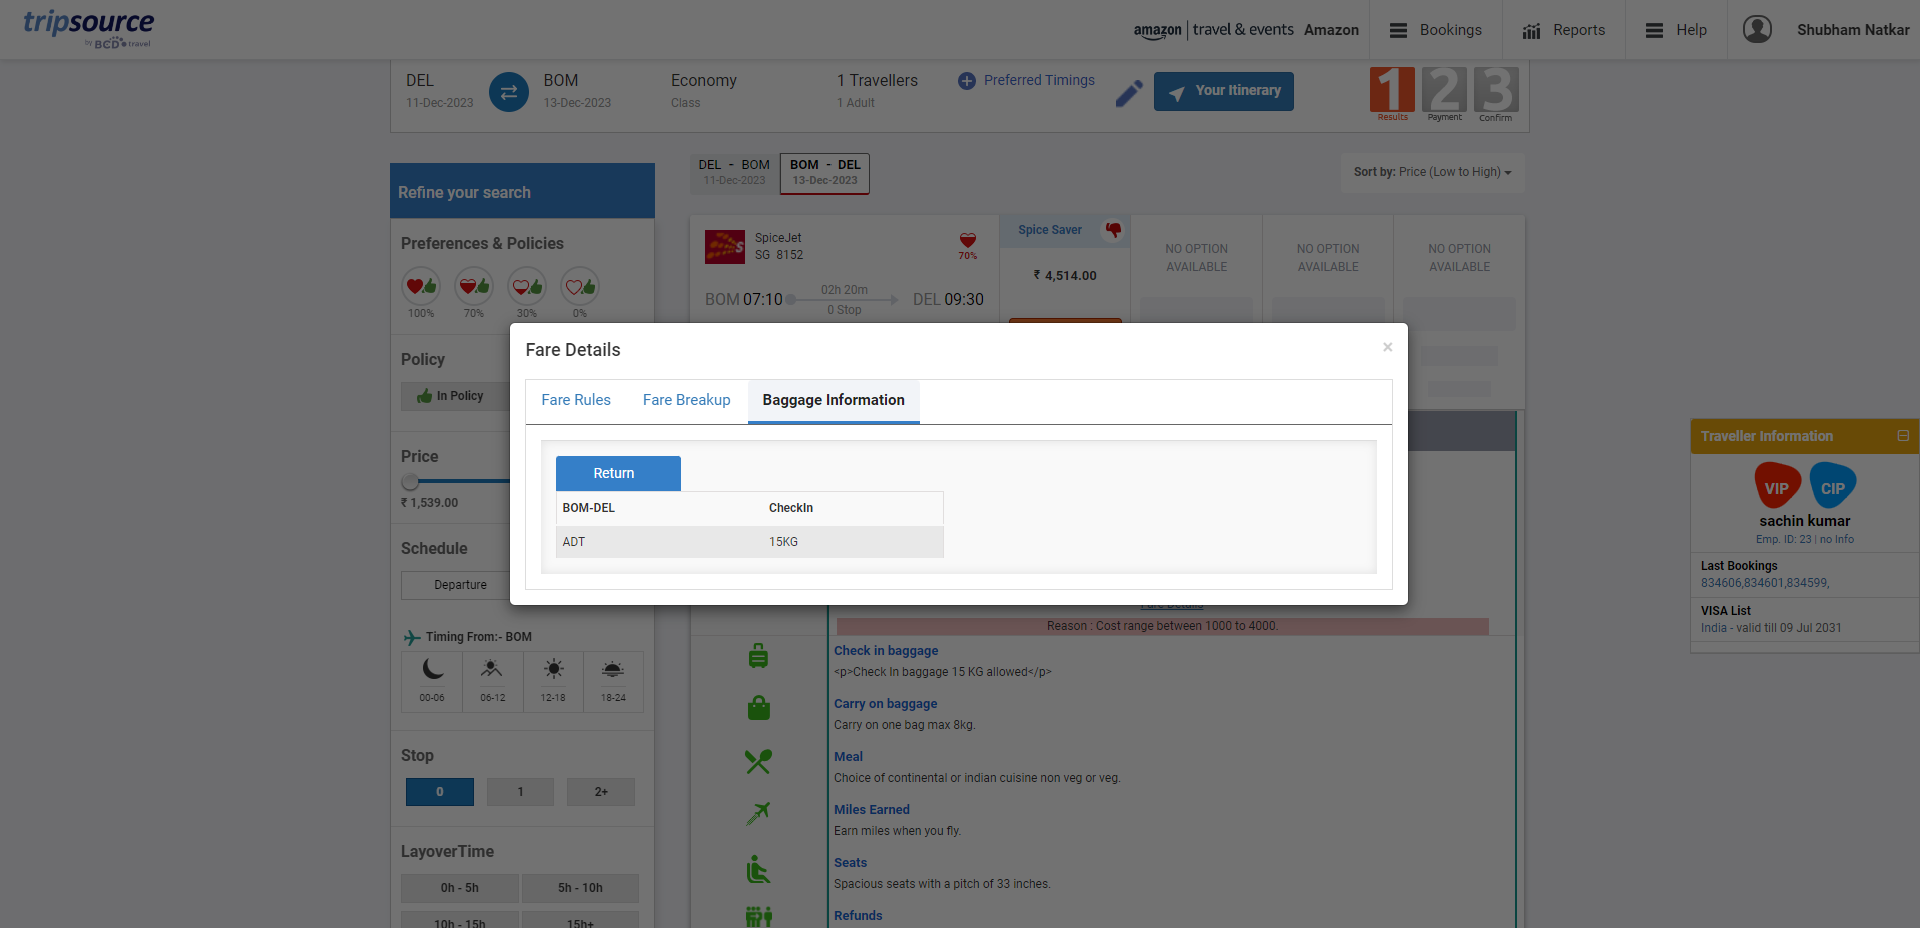 tripsource
by BCD travel
amazon | travel & events Amazon
Bookings
Reports
Help
Shubham Natkar
DEL
11-Dec-2023
BOM
13-Dec-2023
Economy
Class
1 Travellers
1 Adult
Preferred Timings
Your Itinerary
1 2 3
Results Payment Confirm
Refine your search
Preferences & Policies
100% 70% 30% 0%
Policy
In Policy
Price
₹ 1,539.00
Schedule
Departure
Timing From:- BOM
00-06 06-12 12-18 18-24
Stop
0 1 2+
LayoverTime
0h - 5h 5h - 10h
10h - 15h 15h+
DEL - BOM
11-Dec-2023
BOM - DEL
13-Dec-2023
Sort by: Price (Low to High)
SpiceJet
SG 8152
70%
BOM 07:10
02h 20m
0 Stop
DEL 09:30
Spice Saver
₹ 4,514.00
NO OPTION
AVAILABLE
NO OPTION
AVAILABLE
NO OPTION
AVAILABLE
Fare Details
×
Fare Rules Fare Breakup Baggage Information
Return
BOM-DEL CheckIn
ADT 15KG
Fare Details
Reason : Cost range between 1000 to 4000.
Check in baggage
<p>Check In baggage 15 KG allowed</p>
Carry on baggage
Carry on one bag max 8kg.
Meal
Choice of continental or indian cuisine non veg or veg.
Miles Earned
Earn miles when you fly.
Seats
Spacious seats with a pitch of 33 inches.
Refunds
Traveller Information
VIP CIP
sachin kumar
Emp. ID: 23 | no Info
Last Bookings
834606,834601,834599,
VISA List
India - valid till 09 Jul 2031